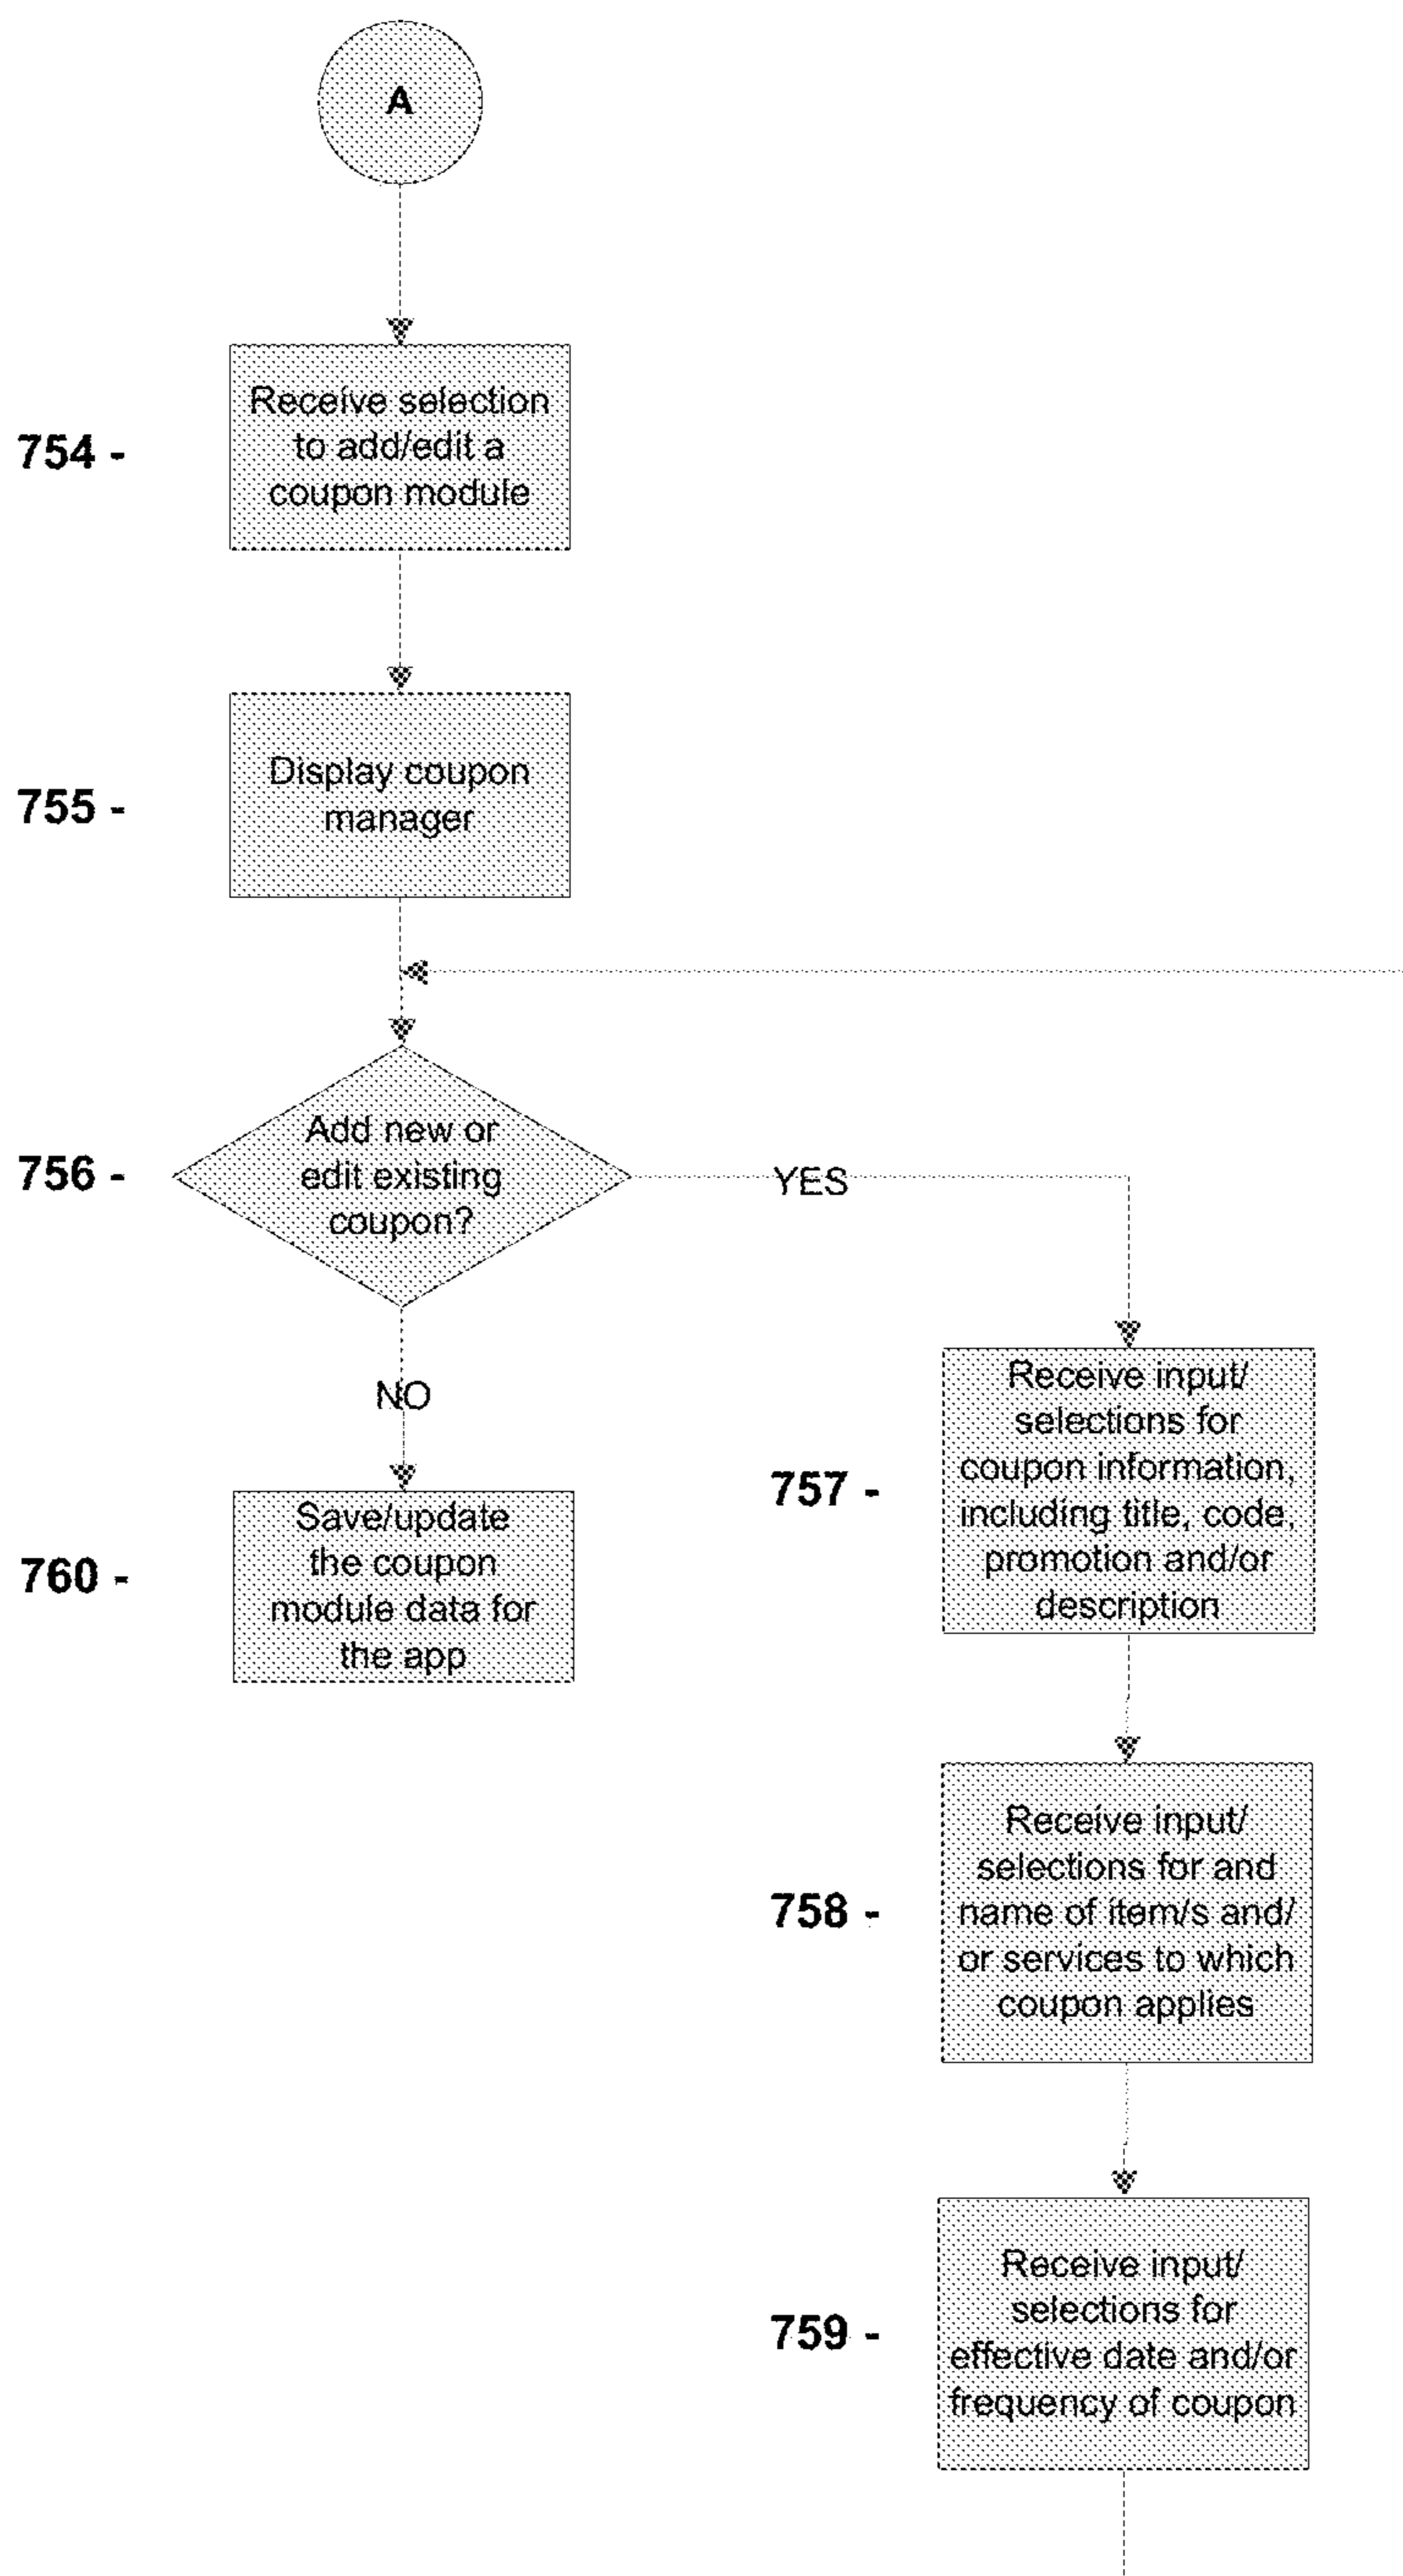 A
754 -
Receive selection
to add/edit a
coupon module
755 -
Display coupon
manager
756 -
Add new or
edit existing
coupon?
YES
NO
757 -
Receive input/
selections for
coupon information,
including title, code,
promotion and/or
description
760 -
Save/update
the coupon
module data for
the app
758 -
Receive input/
selections for and
name of item/s and/
or services to which
coupon applies
759 -
Receive input/
selections for
effective date and/or
frequency of coupon